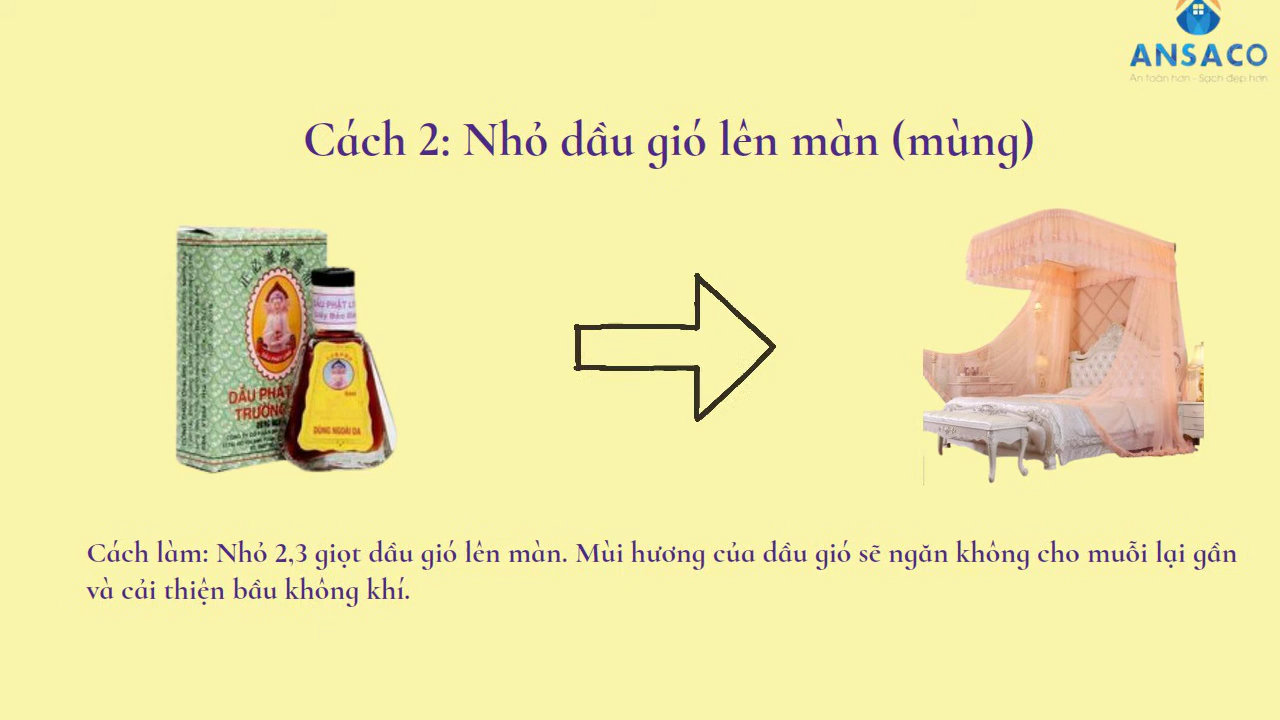 ANSACO
An toàn hơn - Sạch đẹp hơn
Cách 2: Nhỏ dầu gió lên màn (mùng)
DẦU PHẬT
TRƯỜNG
DÙNG NGOÀI DA
Cách làm: Nhỏ 2,3 giọt dầu gió lên màn. Mùi hương của dầu gió sẽ ngăn không cho muỗi lại gần
và cải thiện bầu không khí.